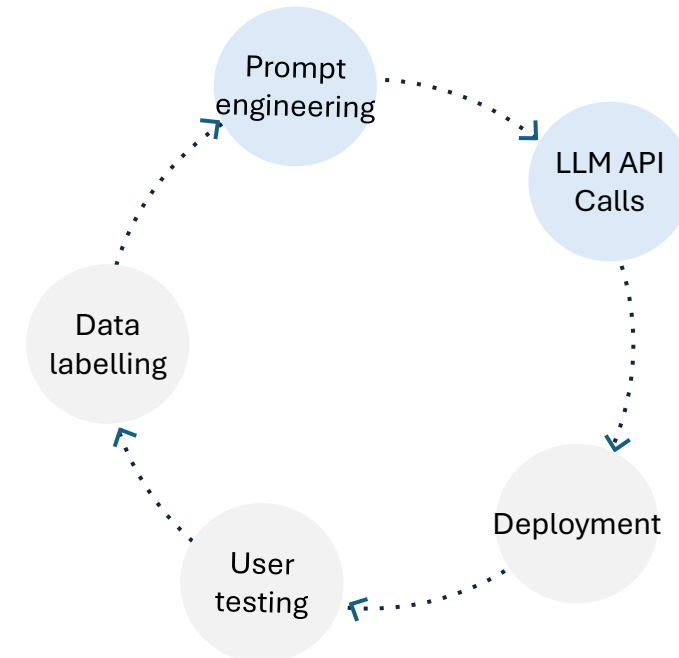 Prompt
engineering
LLM API
Calls
Deployment
User
testing
Data
labelling